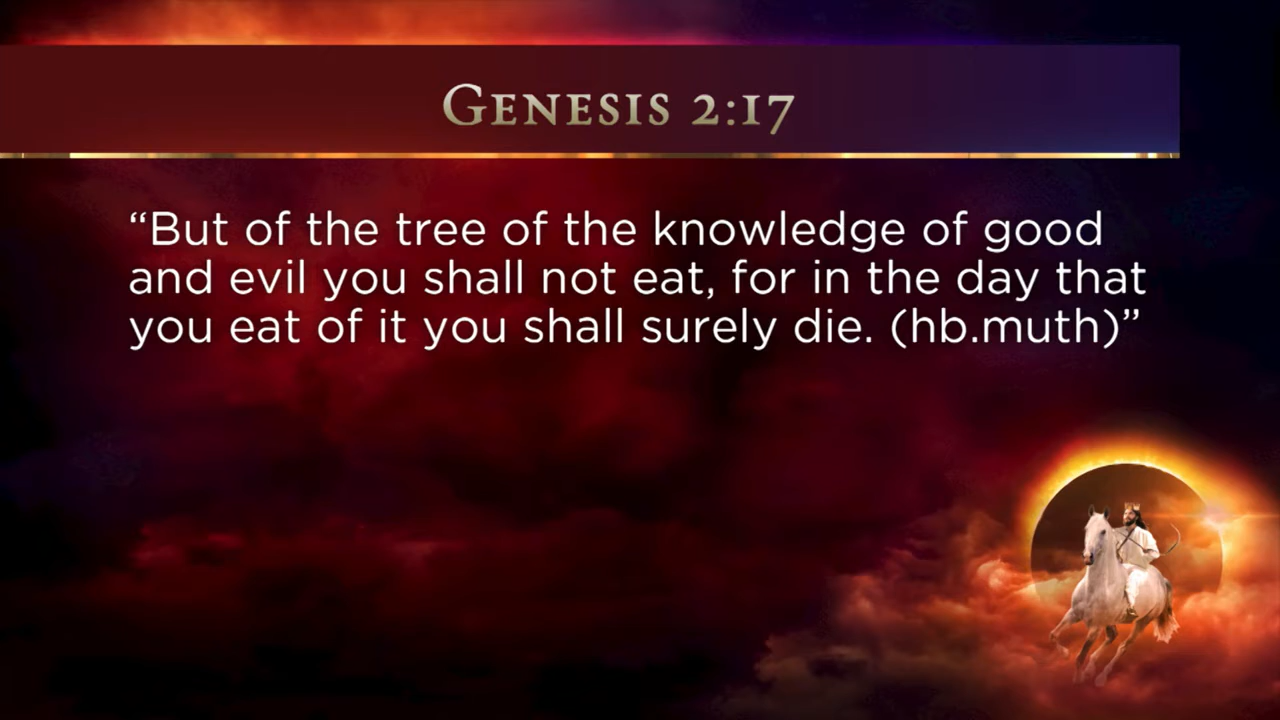 Genesis 2:17
“But of the tree of the knowledge of good
and evil you shall not eat, for in the day that
you eat of it you shall surely die. (hb.muth)”